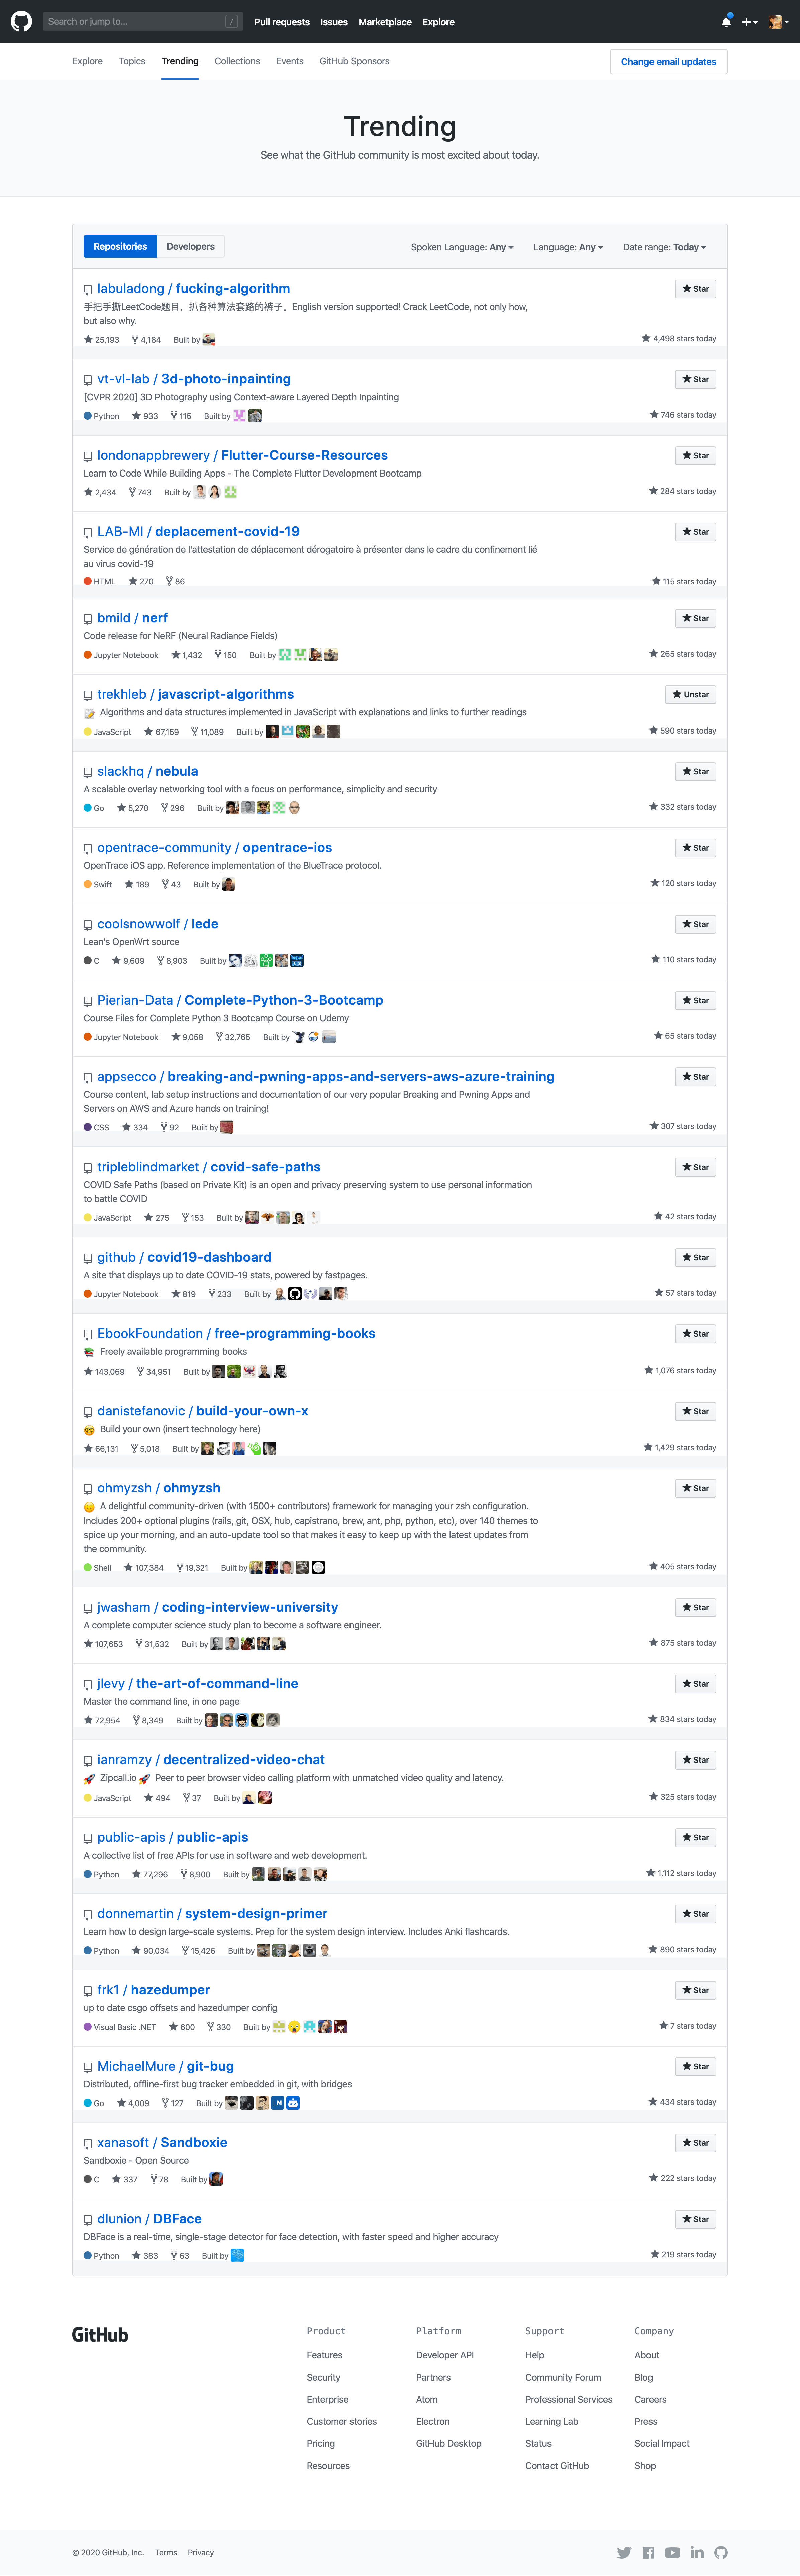 Search or jump to...
/
Pull requests Issues Marketplace Explore
Explore Topics Trending Collections Events GitHub Sponsors
Change email updates
Trending
See what the GitHub community is most excited about today.
Repositories Developers
Spoken Language: Any Language: Any Date range: Today
labuladong / fucking-algorithm
Star
手把手撕LeetCode题目，扒各种算法套路的裤子。English version supported! Crack LeetCode, not only how,
but also why.
25,193 4,184 Built by
4,498 stars today
vt-vl-lab / 3d-photo-inpainting
Star
[CVPR 2020] 3D Photography using Context-aware Layered Depth Inpainting
Python 933 115 Built by
746 stars today
londonappbrewery / Flutter-Course-Resources
Star
Learn to Code While Building Apps - The Complete Flutter Development Bootcamp
2,434 743 Built by
284 stars today
LAB-MI / deplacement-covid-19
Star
Service de génération de l'attestation de déplacement dérogatoire à présenter dans le cadre du confinement lié
au virus covid-19
HTML 270 86
115 stars today
bmild / nerf
Star
Code release for NeRF (Neural Radiance Fields)
Jupyter Notebook 1,432 150 Built by
265 stars today
trekhleb / javascript-algorithms
Unstar
Algorithms and data structures implemented in JavaScript with explanations and links to further readings
JavaScript 67,159 11,089 Built by
590 stars today
slackhq / nebula
Star
A scalable overlay networking tool with a focus on performance, simplicity and security
Go 5,270 296 Built by
332 stars today
opentrace-community / opentrace-ios
Star
OpenTrace iOS app. Reference implementation of the BlueTrace protocol.
Swift 189 43 Built by
120 stars today
coolsnowwolf / lede
Star
Lean's OpenWrt source
C 9,609 8,903 Built by
110 stars today
Pierian-Data / Complete-Python-3-Bootcamp
Star
Course Files for Complete Python 3 Bootcamp Course on Udemy
Jupyter Notebook 9,058 32,765 Built by
65 stars today
appsecco / breaking-and-pwning-apps-and-servers-aws-azure-training
Star
Course content, lab setup instructions and documentation of our very popular Breaking and Pwning Apps and
Servers on AWS and Azure hands on training!
CSS 334 92 Built by
307 stars today
tripleblindmarket / covid-safe-paths
Star
COVID Safe Paths (based on Private Kit) is an open and privacy preserving system to use personal information
to battle COVID
JavaScript 275 153 Built by
42 stars today
github / covid19-dashboard
Star
A site that displays up to date COVID-19 stats, powered by fastpages.
Jupyter Notebook 819 233 Built by
57 stars today
EbookFoundation / free-programming-books
Star
Freely available programming books
143,069 34,951 Built by
1,076 stars today
danistefanovic / build-your-own-x
Star
Build your own (insert technology here)
66,131 5,018 Built by
1,429 stars today
ohmyzsh / ohmyzsh
Star
A delightful community-driven (with 1500+ contributors) framework for managing your zsh configuration.
Includes 200+ optional plugins (rails, git, OSX, hub, capistrano, brew, ant, php, python, etc), over 140 themes to
spice up your morning, and an auto-update tool so that makes it easy to keep up with the latest updates from
the community.
Shell 107,384 19,321 Built by
405 stars today
jwasham / coding-interview-university
Star
A complete computer science study plan to become a software engineer.
107,653 31,532 Built by
875 stars today
jlevy / the-art-of-command-line
Star
Master the command line, in one page
72,954 8,349 Built by
834 stars today
ianramzy / decentralized-video-chat
Star
Zipcall.io Peer to peer browser video calling platform with unmatched video quality and latency.
JavaScript 494 37 Built by
325 stars today
public-apis / public-apis
Star
A collective list of free APIs for use in software and web development.
Python 77,296 8,900 Built by
1,112 stars today
donnemartin / system-design-primer
Star
Learn how to design large-scale systems. Prep for the system design interview. Includes Anki flashcards.
Python 90,034 15,426 Built by
890 stars today
frk1 / hazedumper
Star
up to date csgo offsets and hazedumper config
Visual Basic .NET 600 330 Built by
7 stars today
MichaelMure / git-bug
Star
Distributed, offline-first bug tracker embedded in git, with bridges
Go 4,009 127 Built by
434 stars today
xanasoft / Sandboxie
Star
Sandboxie - Open Source
C 337 78 Built by
222 stars today
dlunion / DBFace
Star
DBFace is a real-time, single-stage detector for face detection, with faster speed and higher accuracy
Python 383 63 Built by
219 stars today
GitHub
Product
Features
Security
Enterprise
Customer stories
Pricing
Resources
Platform
Developer API
Partners
Atom
Electron
GitHub Desktop
Support
Help
Community Forum
Professional Services
Learning Lab
Status
Contact GitHub
Company
About
Blog
Careers
Press
Social Impact
Shop
© 2020 GitHub, Inc. Terms Privacy